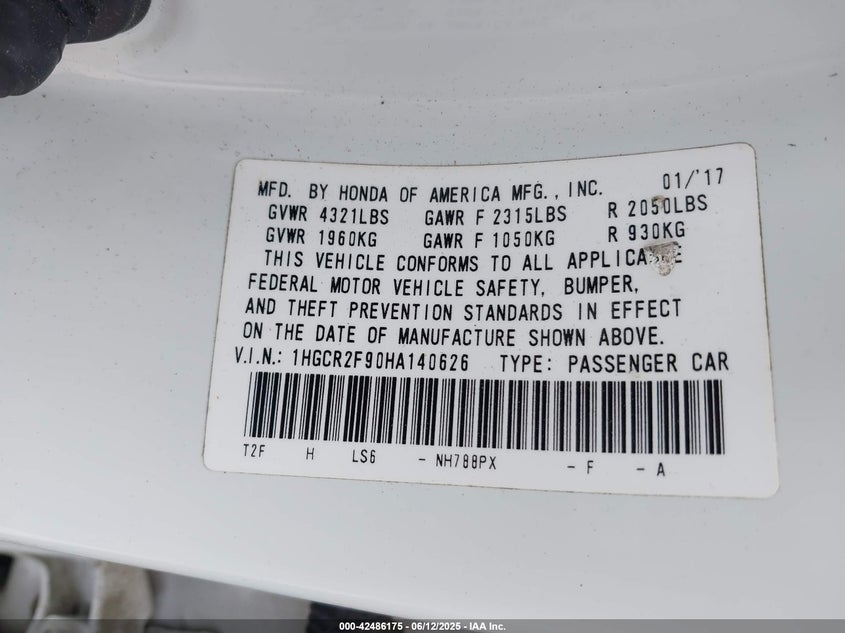 MFD. BY HONDA OF AMERICA MFG., INC. 01/'17
GVWR 4321LBS GAWR F 2315LBS R 2050LBS
GVWR 1960KG GAWR F 1050KG R 930KG
THIS VEHICLE CONFORMS TO ALL
FEDERAL MOTOR VEHICLE SAFETY, BUMPER,
AND THEFT PREVENTION STANDARDS IN EFFECT
ON THE DATE OF MANUFACTURE SHOWN ABOVE.
V.I.N.: 1HGCR2F90HA140626 TYPE: PASSENGER CAR
T2F H LS6 - NH788PX - F - A
000-42486175 - 06/12/2025 - IAA Inc.